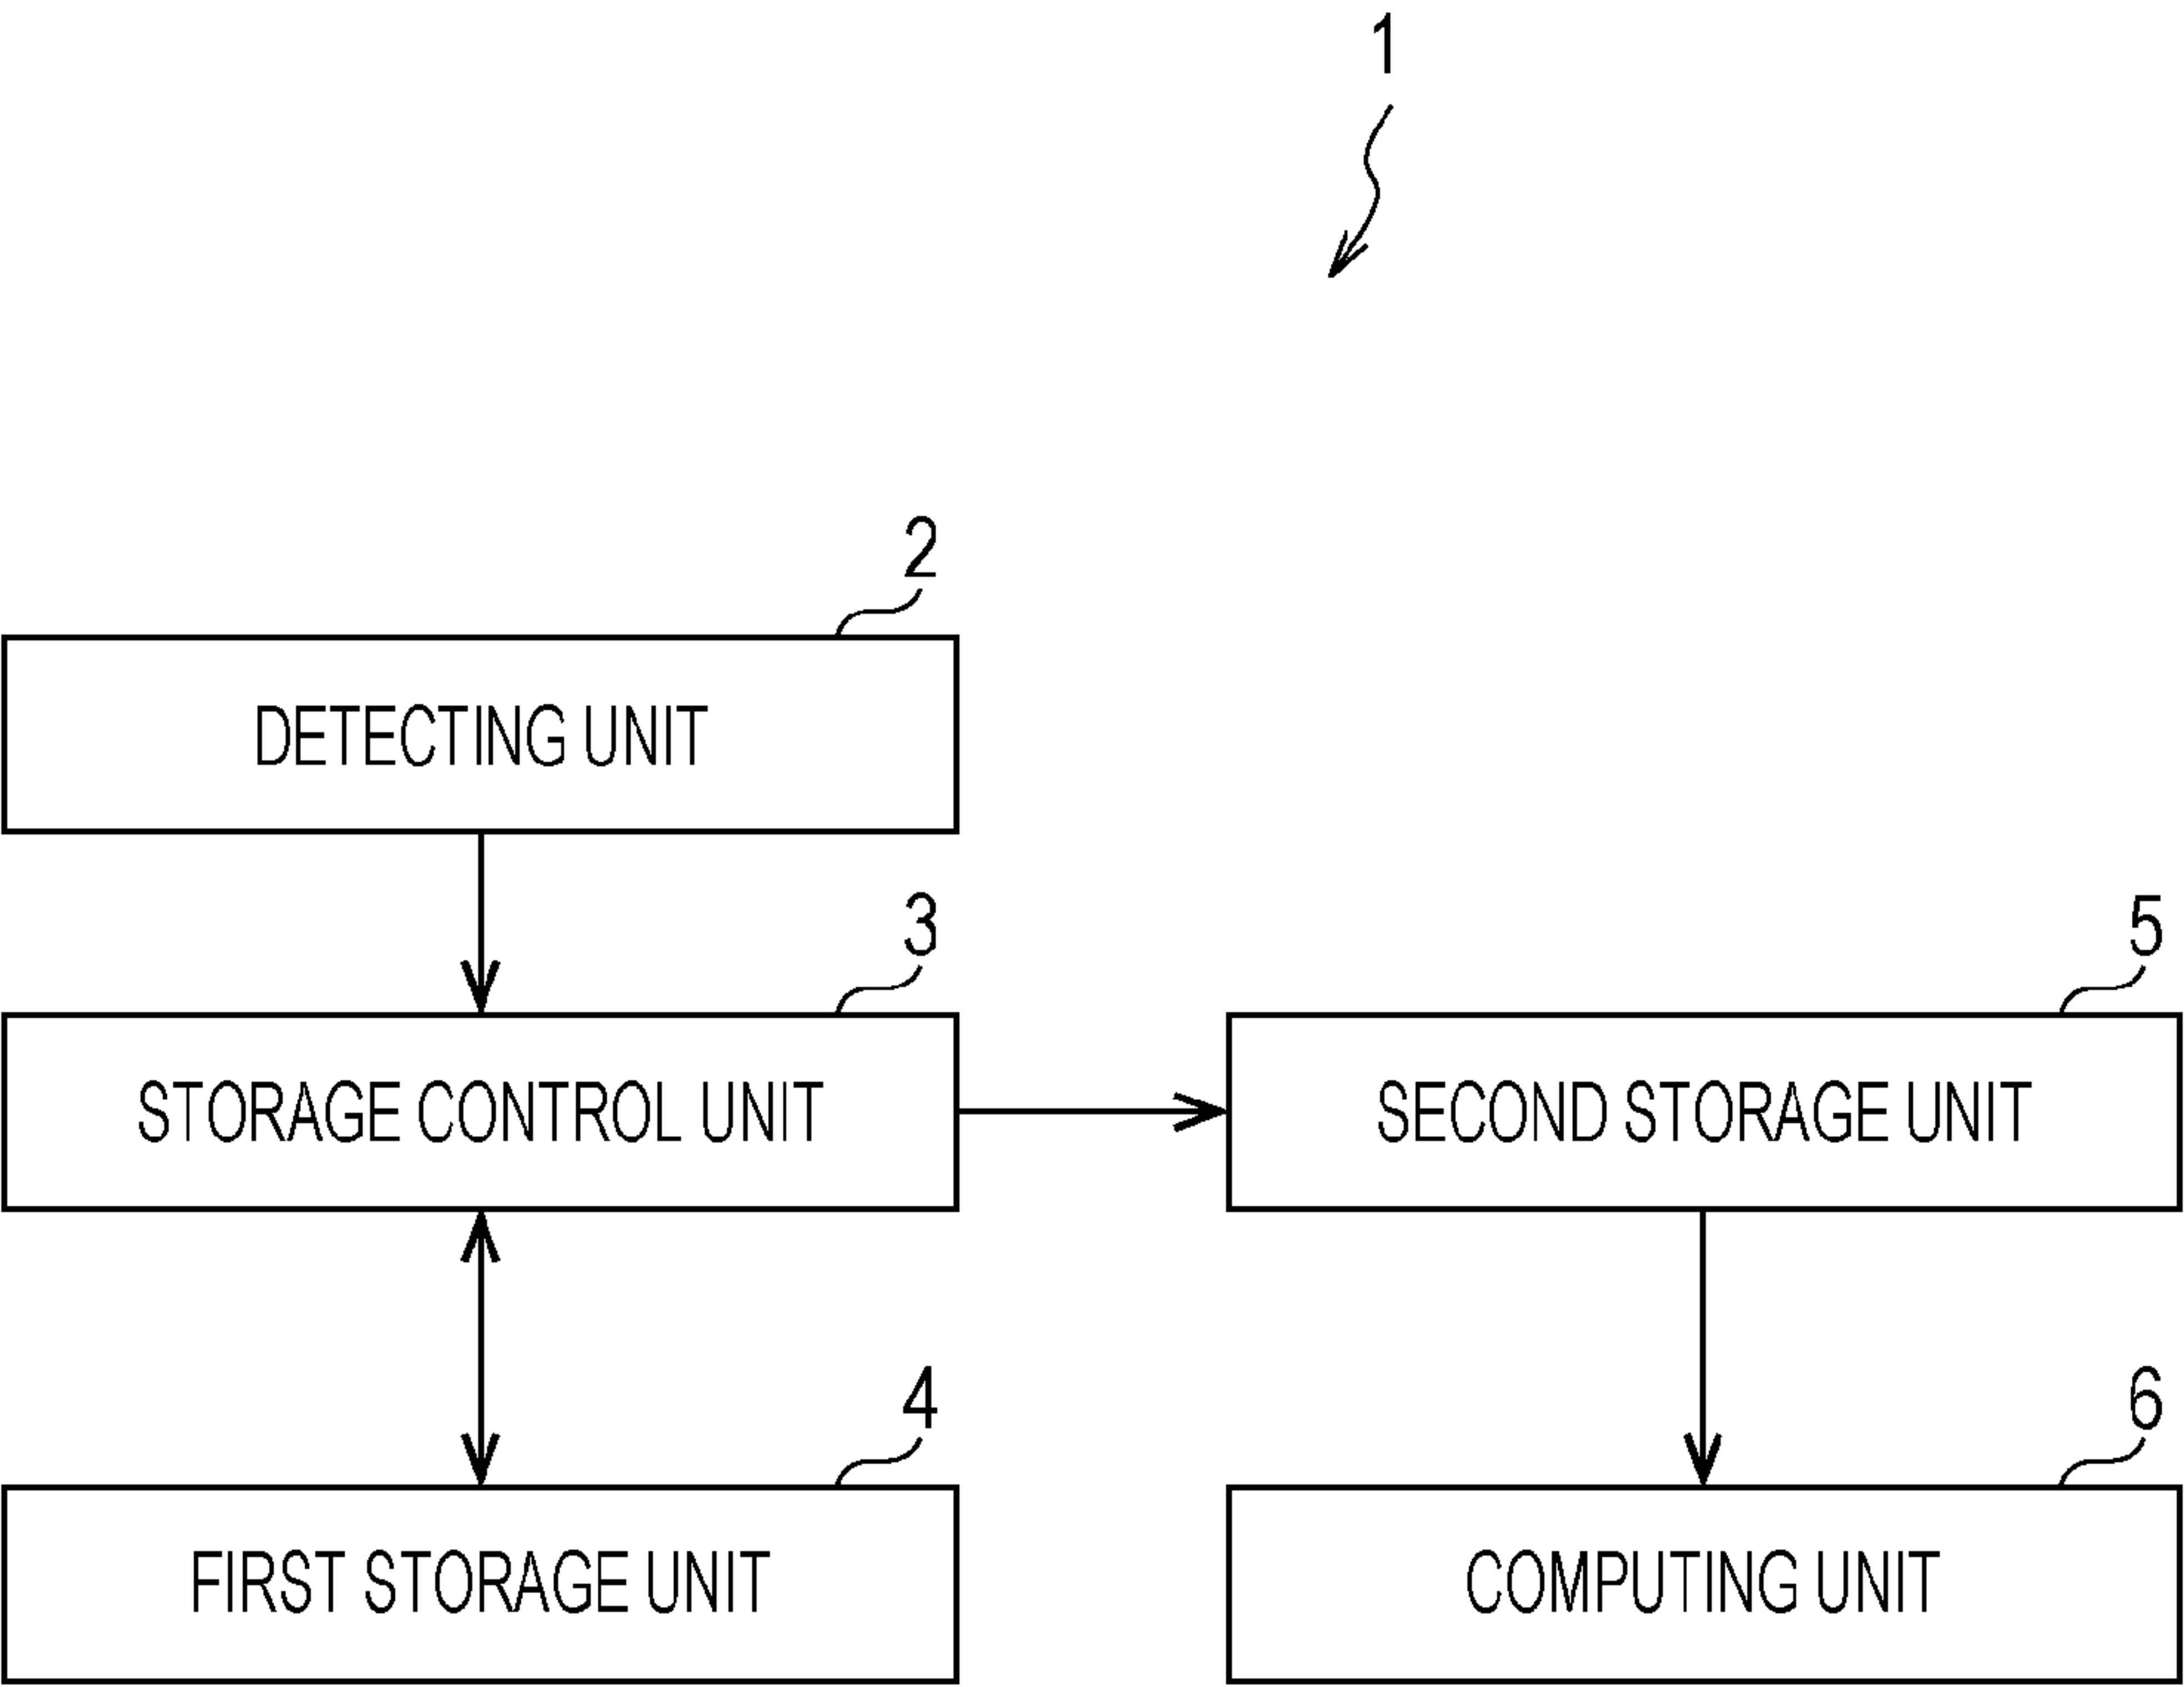 1
2
DETECTING UNIT
3
STORAGE CONTROL UNIT
5
SECOND STORAGE UNIT
4
FIRST STORAGE UNIT
6
COMPUTING UNIT